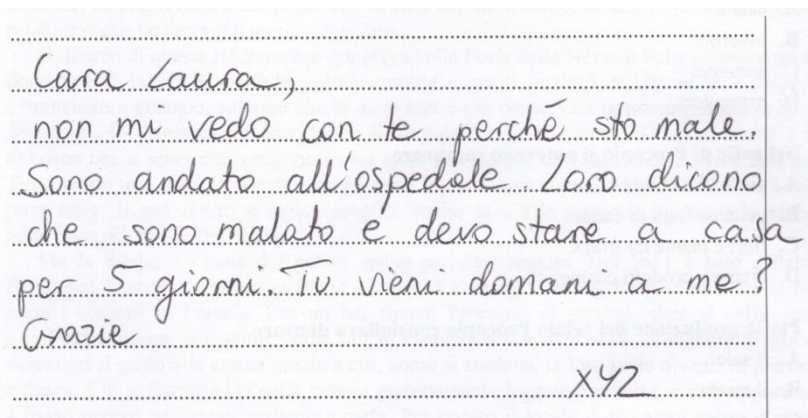 Cara Laura,
non mi vedo con te, perché sto male.
Sono andato all'ospedale. Loro dicono
che sono malato e devo stare a casa
per 5 giorni. Tu vieni domani a me?
Grazie
XYZ